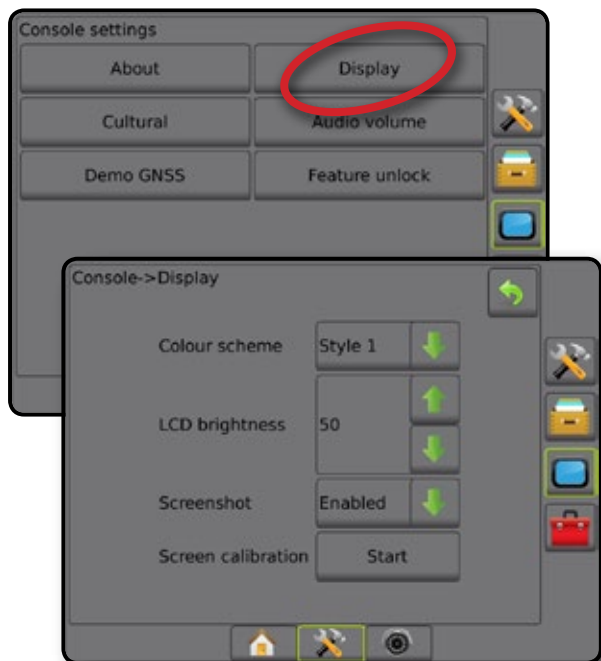 Console settings
About
Display
Cultural
Audio volume
Demo GNSS
Feature unlock
Console->Display
Colour scheme
Style 1
LCD brightness
50
Screenshot
Enabled
Screen calibration
Start